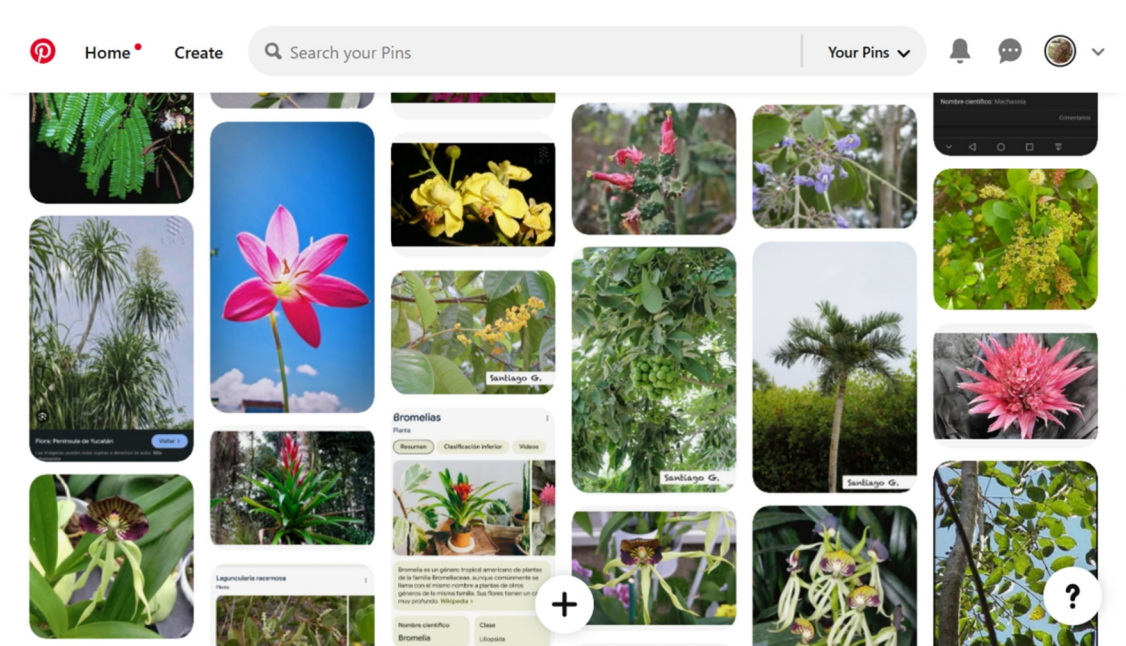 Home
Create
Search your Pins
Your Pins
Nombre científico: Machaonia
Comentarios
Flora: Península de Yucatán
Visitar >
Santiago G.
Bromelias
Planta
Resumen
Clasificación inferior
Videos
Santiago G.
Santiago G.
Laguncularia racemosa
Planta
Bromelia es un género tropical americano de plantas
de la familia Bromeliaceae, aunque comúnmente se
llama con el mismo nombre a plantas de otros
géneros de la misma familia. Sus flores tienen un
muy profundo. Wikipedia >
Nombre científico
Bromelia
Clase
Liliopsida
?